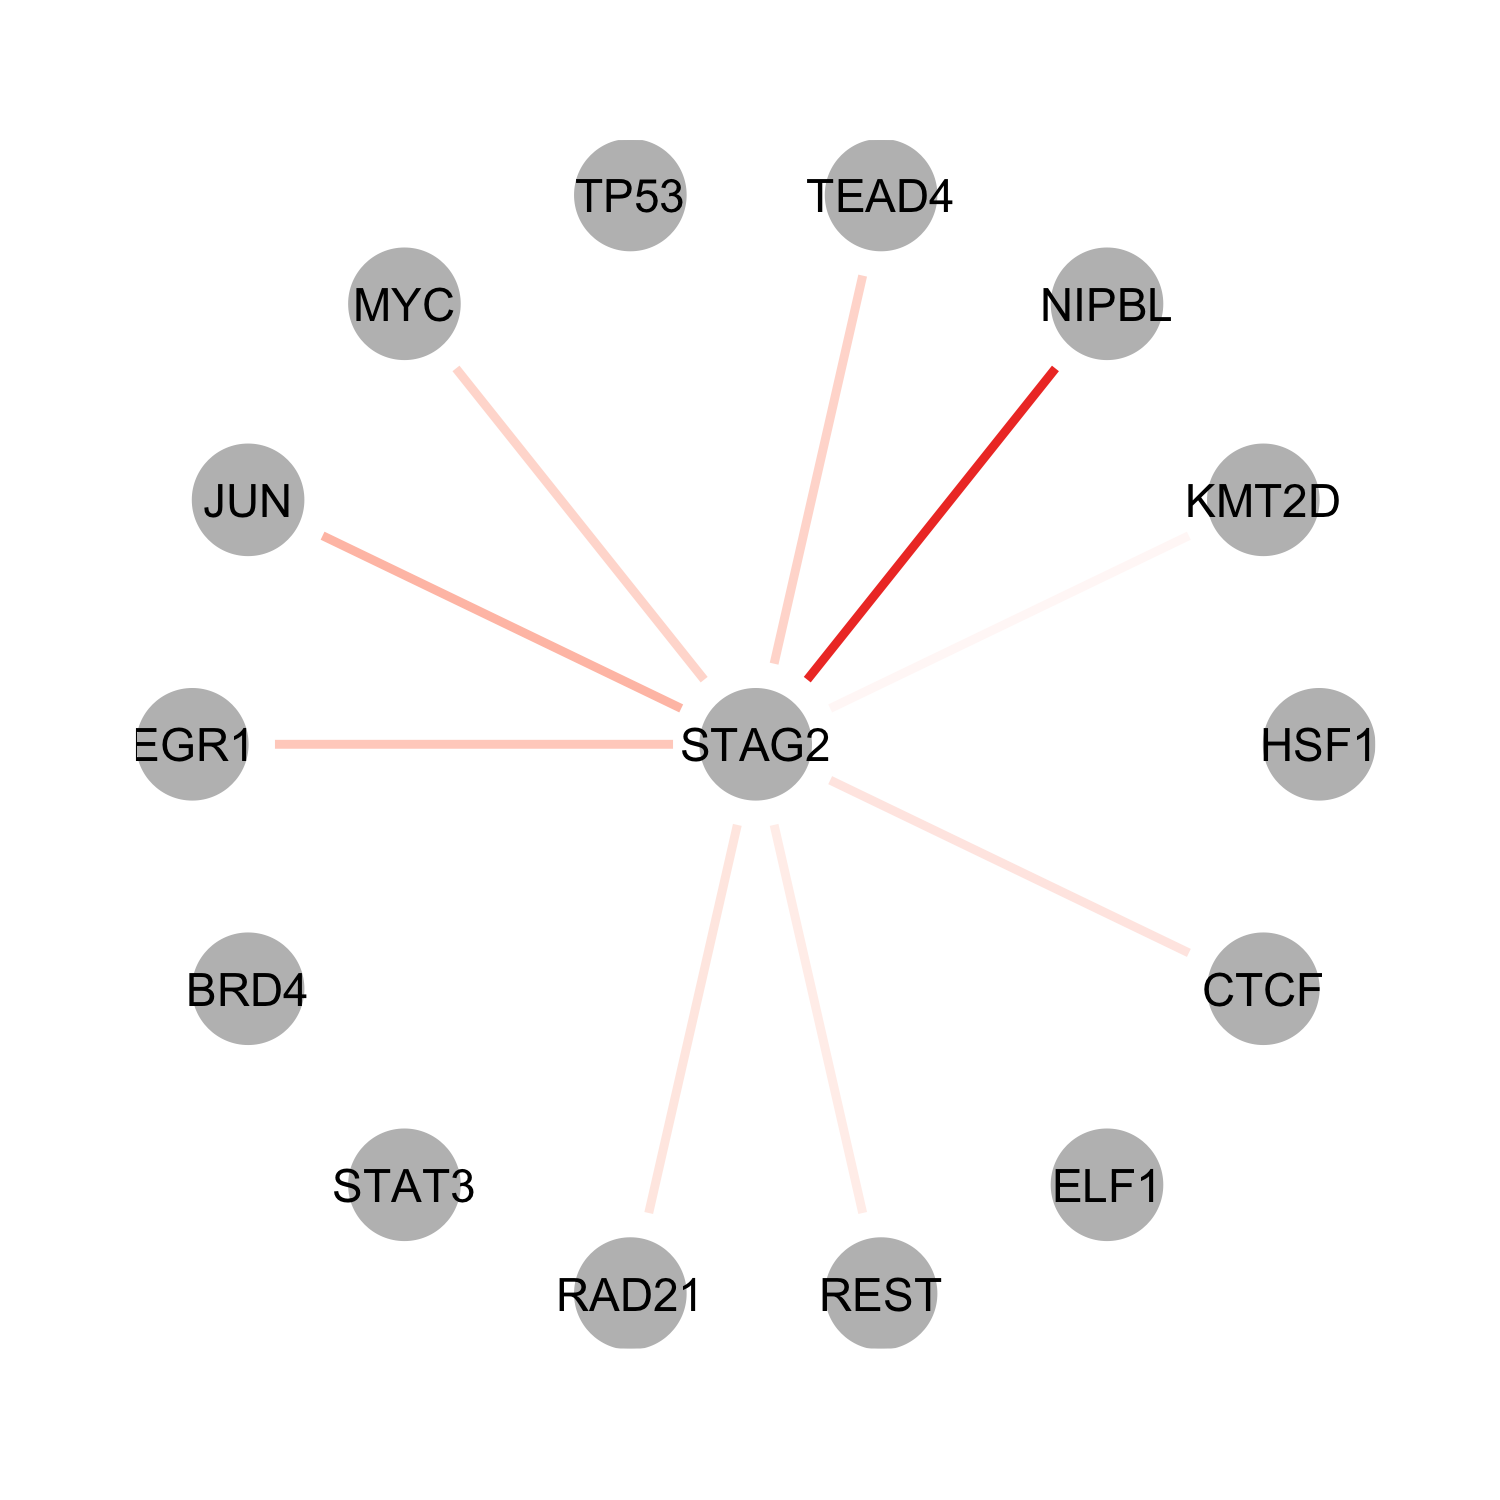 TP53
TEAD4
MYC
NIPBL
JUN
KMT2D
EGR1
STAG2
HSF1
BRD4
CTCF
STAT3
ELF1
RAD21
REST